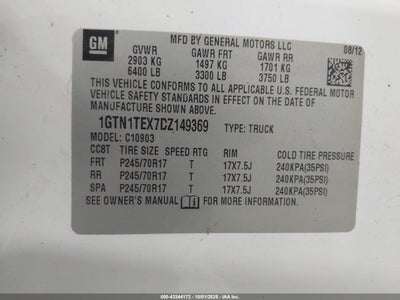 GM
MFD BY GENERAL MOTORS LLC
GVWR GAWR FRT GAWR RR 08/12
2903 KG 1497 KG 1701 KG
6400 LB 3300 LB 3750 LB
THIS VEHICLE CONFORMS TO ALL APPLICABLE U.S. FEDERAL MOTOR
VEHICLE SAFETY STANDARDS IN EFFECT ON THE DATE OF
MANUFACTURE SHOWN ABOVE.
1GTN1TEX7CZ149369 TYPE: TRUCK
MODEL: C10903
CC8T TIRE SIZE SPEED RTG RIM COLD TIRE PRESSURE
FRT P245/70R17 T 17X7.5J 240KPA(35PSI)
RR P245/70R17 T 17X7.5J 240KPA(35PSI)
SPA P245/70R17 T 17X7.5J 240KPA(35PSI)
SEE OWNER'S MANUAL FOR MORE INFORMATION.
000-43344172 - 10/01/2025 - ©IAA Inc.